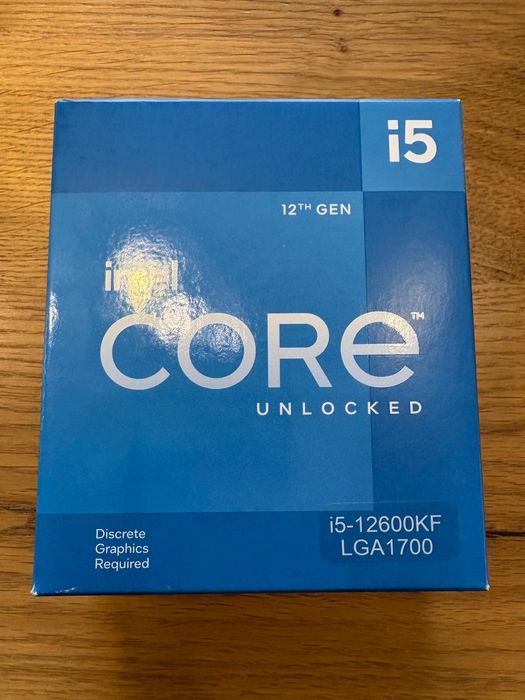 i5
12TH GEN
intel
CORE™
UNLOCKED
Discrete
Graphics
Required
i5-12600KF
LGA1700